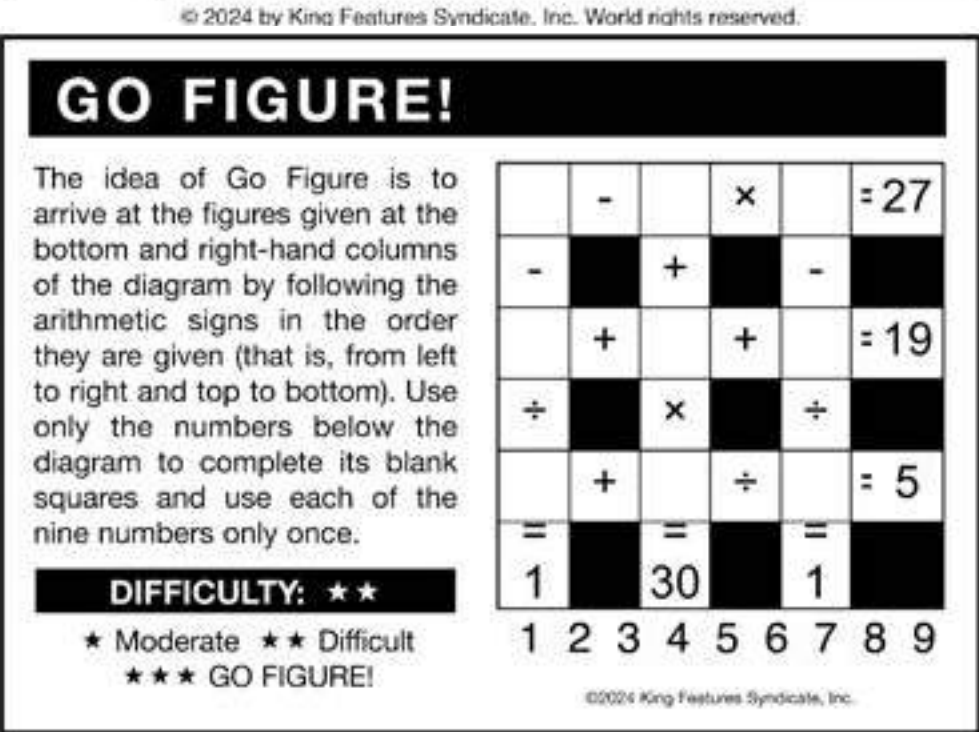 © 2024 by King Features Syndicate, Inc. World rights reserved.
GO FIGURE!
The idea of Go Figure is to
arrive at the figures given at the
bottom and right-hand columns
of the diagram by following the
arithmetic signs in the order
they are given (that is, from left
to right and top to bottom). Use
only the numbers below the
diagram to complete its blank
squares and use each of the
nine numbers only once.
DIFFICULTY: ★ ★
★ Moderate ★ ★ Difficult
★ ★ ★ GO FIGURE!
- × = 27
- + -
+ + = 19
÷ × ÷
+ ÷ = 5
= = =
1 30 1
1 2 3 4 5 6 7 8 9
©2024 King Features Syndicate, Inc.